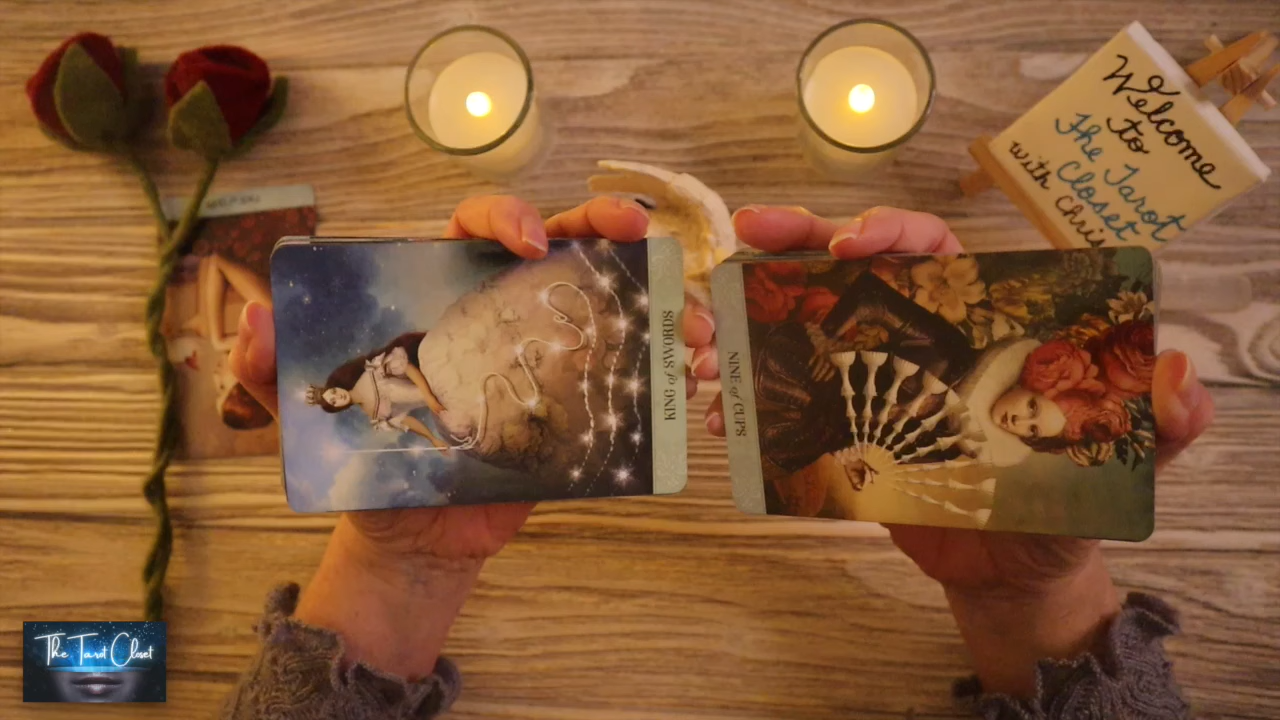 Welcome
to
The Tarot
Closet
with Chris
KING of SWORDS
NINE of CUPS
The Tarot Closet